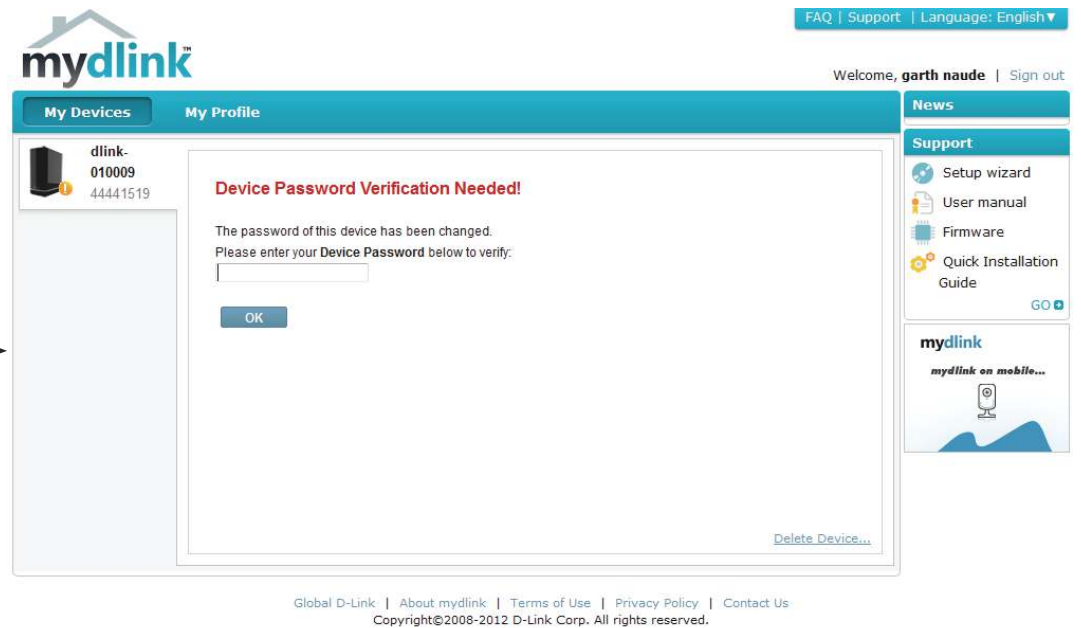 FAQ | Support | Language: English▼
mydlink™
Welcome, garth naude | Sign out
My Devices
My Profile
dlink-
010009
44441519
Device Password Verification Needed!
The password of this device has been changed.
Please enter your Device Password below to verify:
OK
Delete Device...
News
Support
Setup wizard
User manual
Firmware
Quick Installation
Guide
GO
mydlink
mydlink on mobile...
Global D-Link | About mydlink | Terms of Use | Privacy Policy | Contact Us
Copyright©2008-2012 D-Link Corp. All rights reserved.